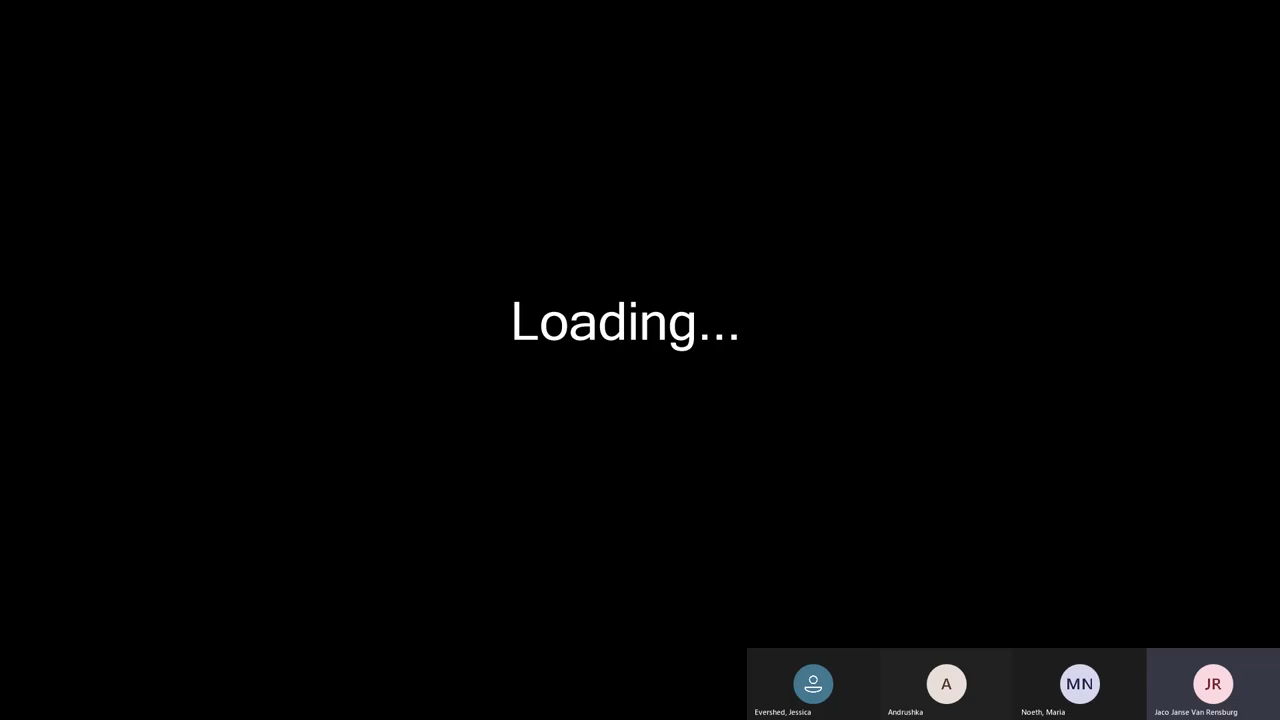 Loading...
A
MN
JR
Evershed, Jessica
Andrushka
Noeth, Maria
Jaco Janse Van Rensburg